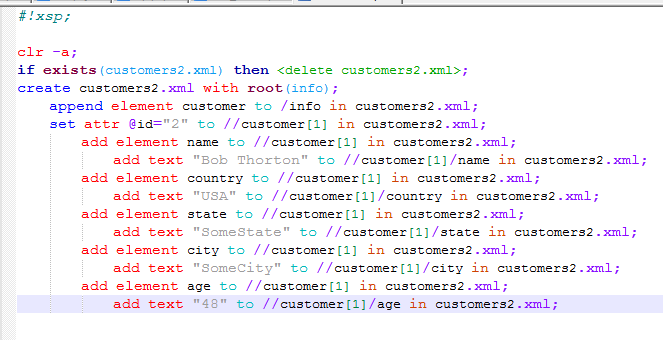 #!xsp;
clr -a;
if exists(customers2.xml) then <delete customers2.xml>;
create customers2.xml with root(info);
append element customer to /info in customers2.xml;
set attr @id="2" to //customer[1] in customers2.xml;
add element name to //customer[1] in customers2.xml;
add text "Bob Thorton" to //customer[1]/name in customers2.xml;
add element country to //customer[1] in customers2.xml;
add text "USA" to //customer[1]/country in customers2.xml;
add element state to //customer[1] in customers2.xml;
add text "SomeState" to //customer[1]/state in customers2.xml;
add element city to //customer[1] in customers2.xml;
add text "SomeCity" to //customer[1]/city in customers2.xml;
add element age to //customer[1] in customers2.xml;
add text "48" to //customer[1]/age in customers2.xml;